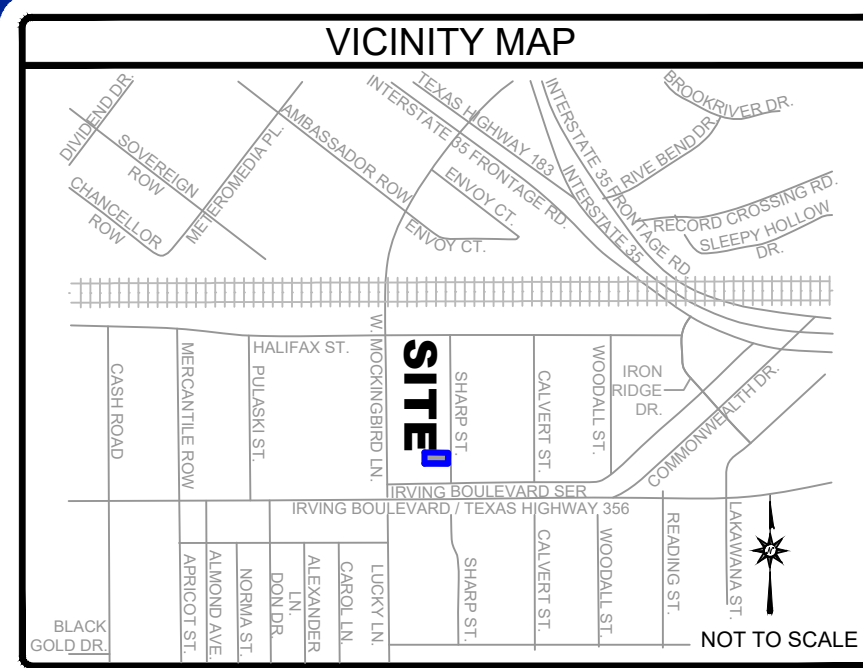 VICINITY MAP
DIVIDEND DR.
SOVEREIGN
ROW
METEROMEDIA PL.
CHANCELLOR
ROW
AMBASSADOR ROW
INTERSTATE 35 FRONTAGE RD.
TEXAS HIGHWAY 183
INTERSTATE 35 FRONTAGE RD
INTERSTATE 35
ENVOY CT.
ENVOY CT.
BROOKRIVER DR.
RIVE BEND DR.
RECORD CROSSING RD.
SLEEPY HOLLOW
DR.
HALIFAX ST.
CASH ROAD
MERCANTILE ROW
PULASKI ST.
W. MOCKINGBIRD LN.
SITE
SHARP ST.
CALVERT ST.
WOODALL ST.
IRON
RIDGE
DR.
COMMONWEALTH DR.
IRVING BOULEVARD SER
IRVING BOULEVARD / TEXAS HIGHWAY 356
APRICOT ST.
ALMOND AVE.
NORMA ST.
DON DR.
LN.
ALEXANDER
CAROL LN.
LUCKY LN.
SHARP ST.
CALVERT ST.
WOODALL ST.
READING ST.
LAKAWANA ST.
BLACK
GOLD DR.
N
NOT TO SCALE